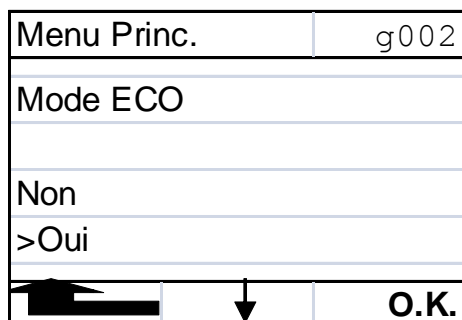 Menu Princ. g002
Mode ECO
Non
>Oui
O.K.